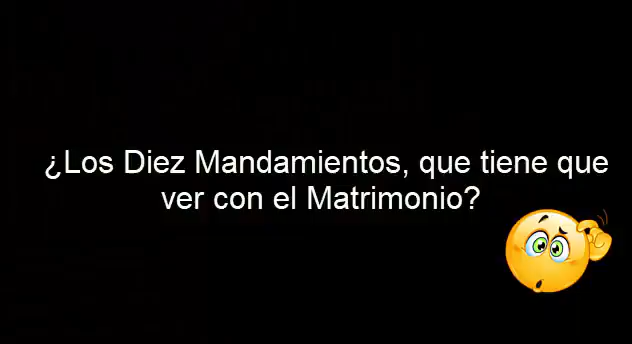 ¿Los Diez Mandamientos, que tiene que
ver con el Matrimonio?